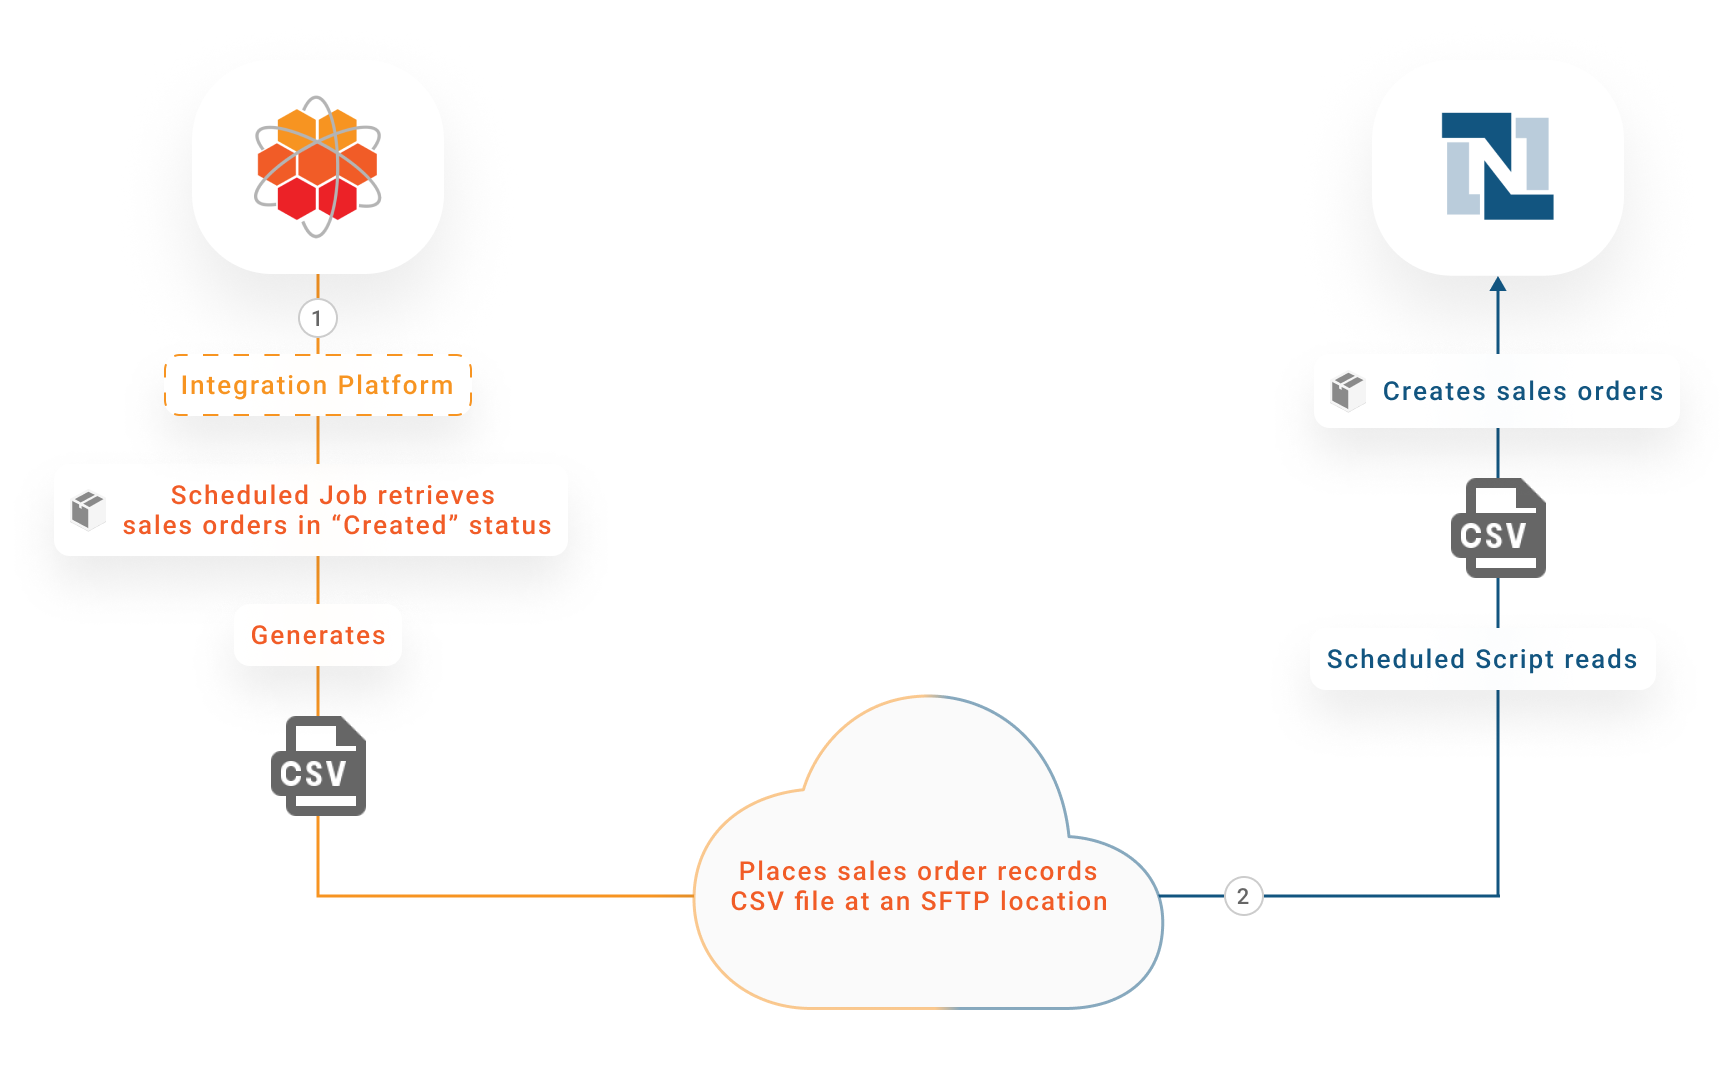 1
Integration Platform
Scheduled Job retrieves
sales orders in “Created” status
Generates
CSV
Places sales order records
CSV file at an SFTP location
2
Scheduled Script reads
CSV
Creates sales orders
N